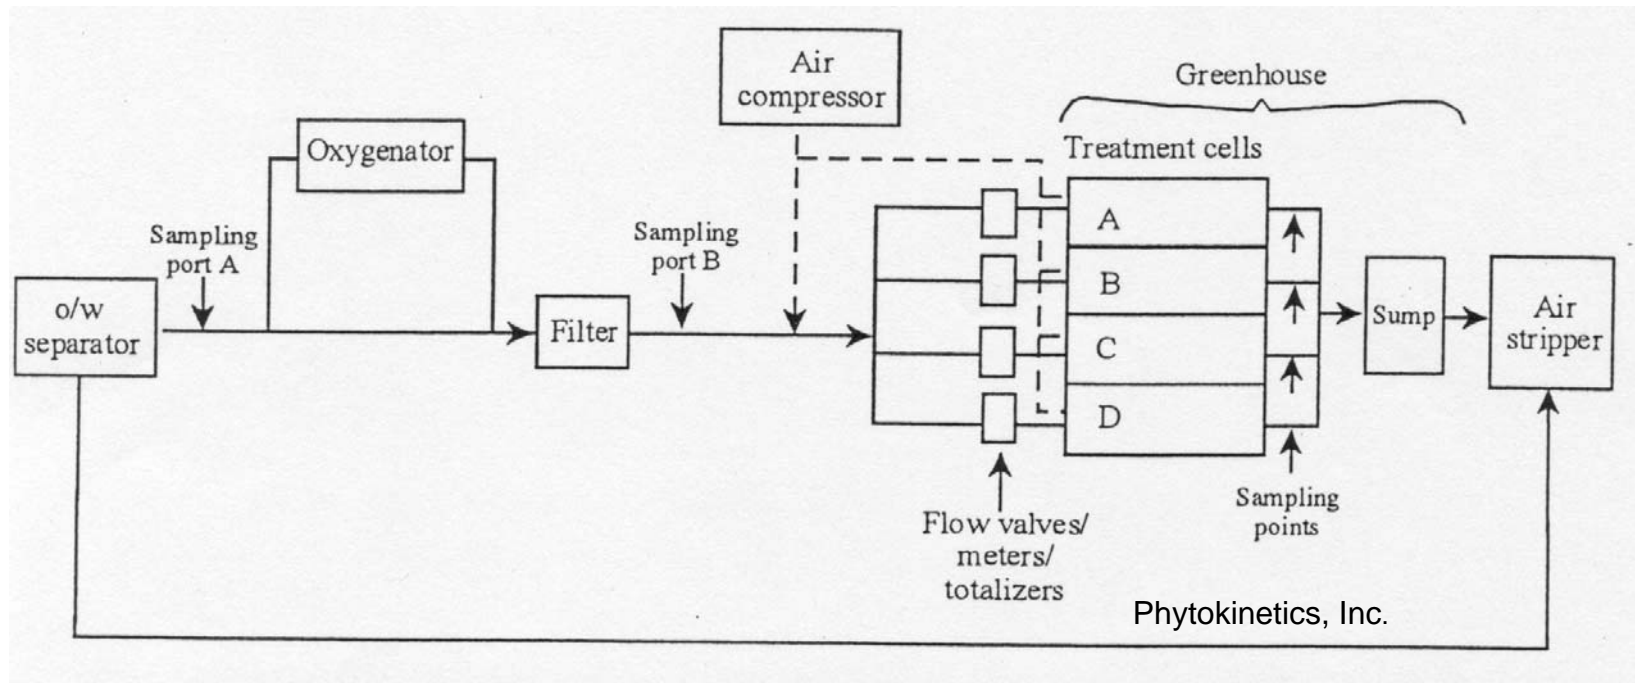 Air
compressor
Greenhouse
Oxygenator
Treatment cells
Sampling
port A
Sampling
port B
A
o/w
separator
B
Filter
C
Sump
Air
stripper
D
Sampling
points
Flow valves/
meters/
totalizers
Phytokinetics, Inc.